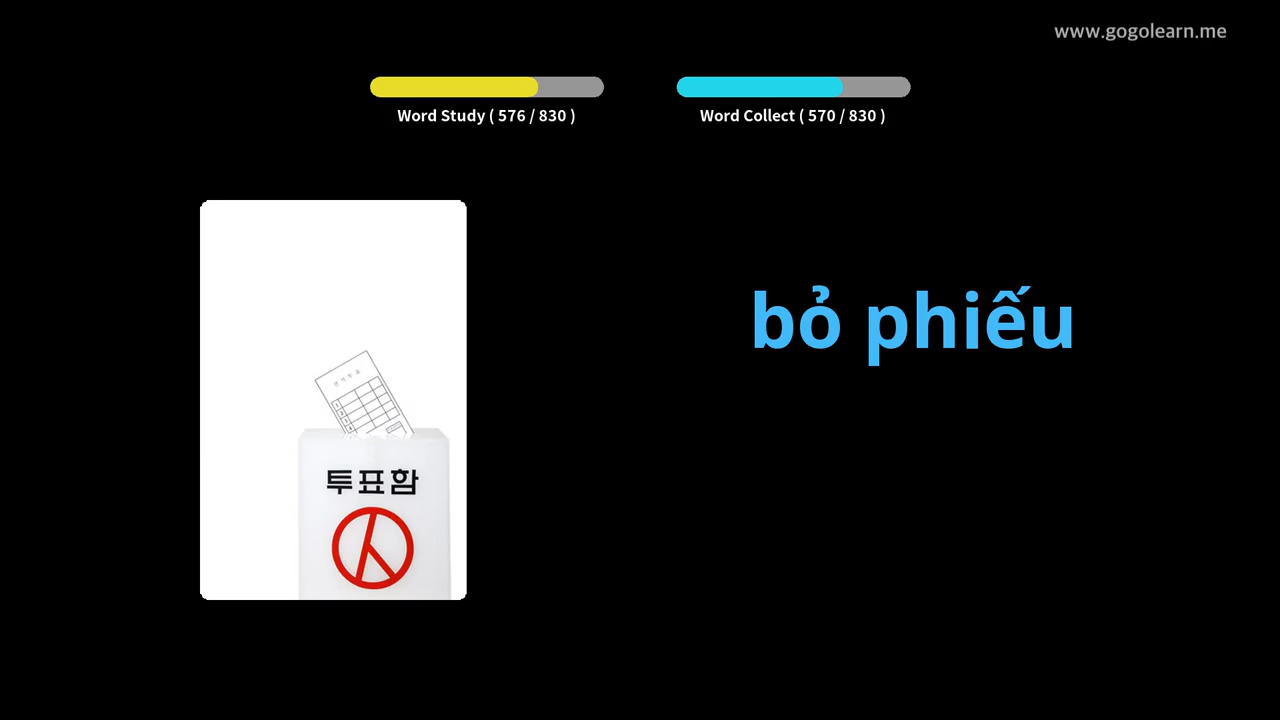 www.gogolearn.me
Word Study ( 576 / 830 )
Word Collect ( 570 / 830 )
bỏ phiếu
투표함